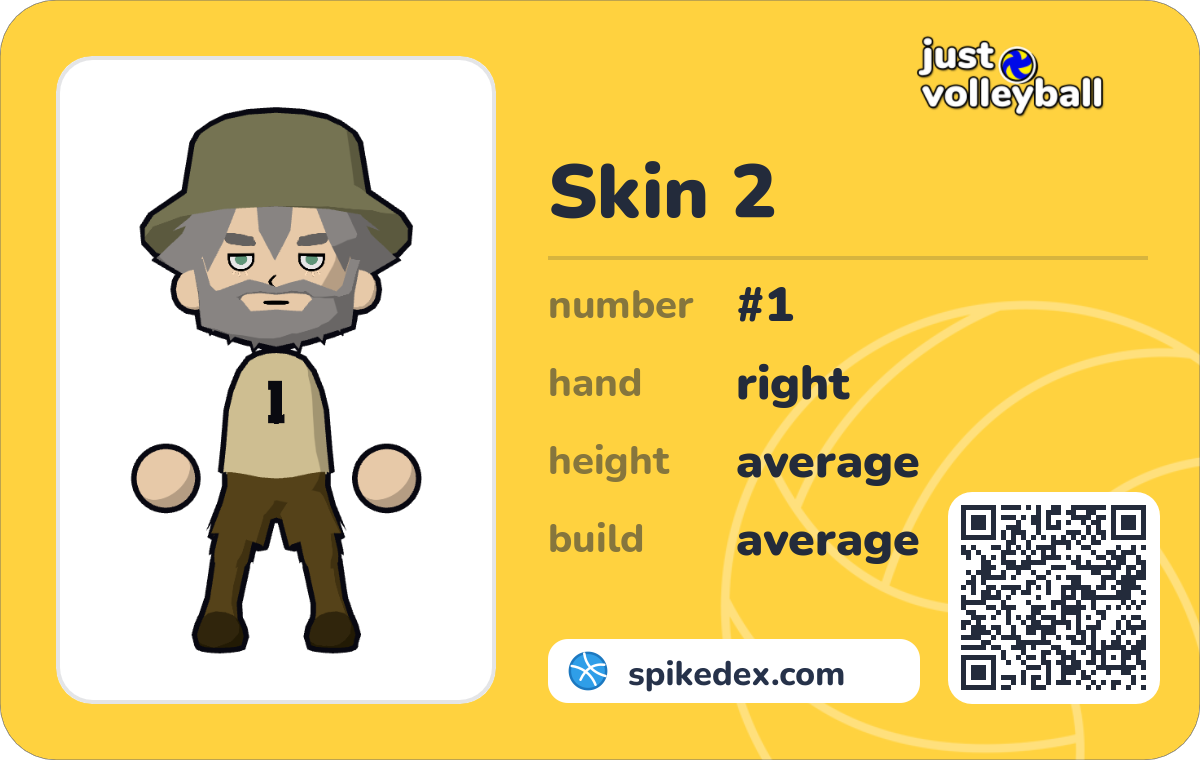 just
volleyball
Skin 2
number #1
hand right
height average
build average
1
spikedex.com